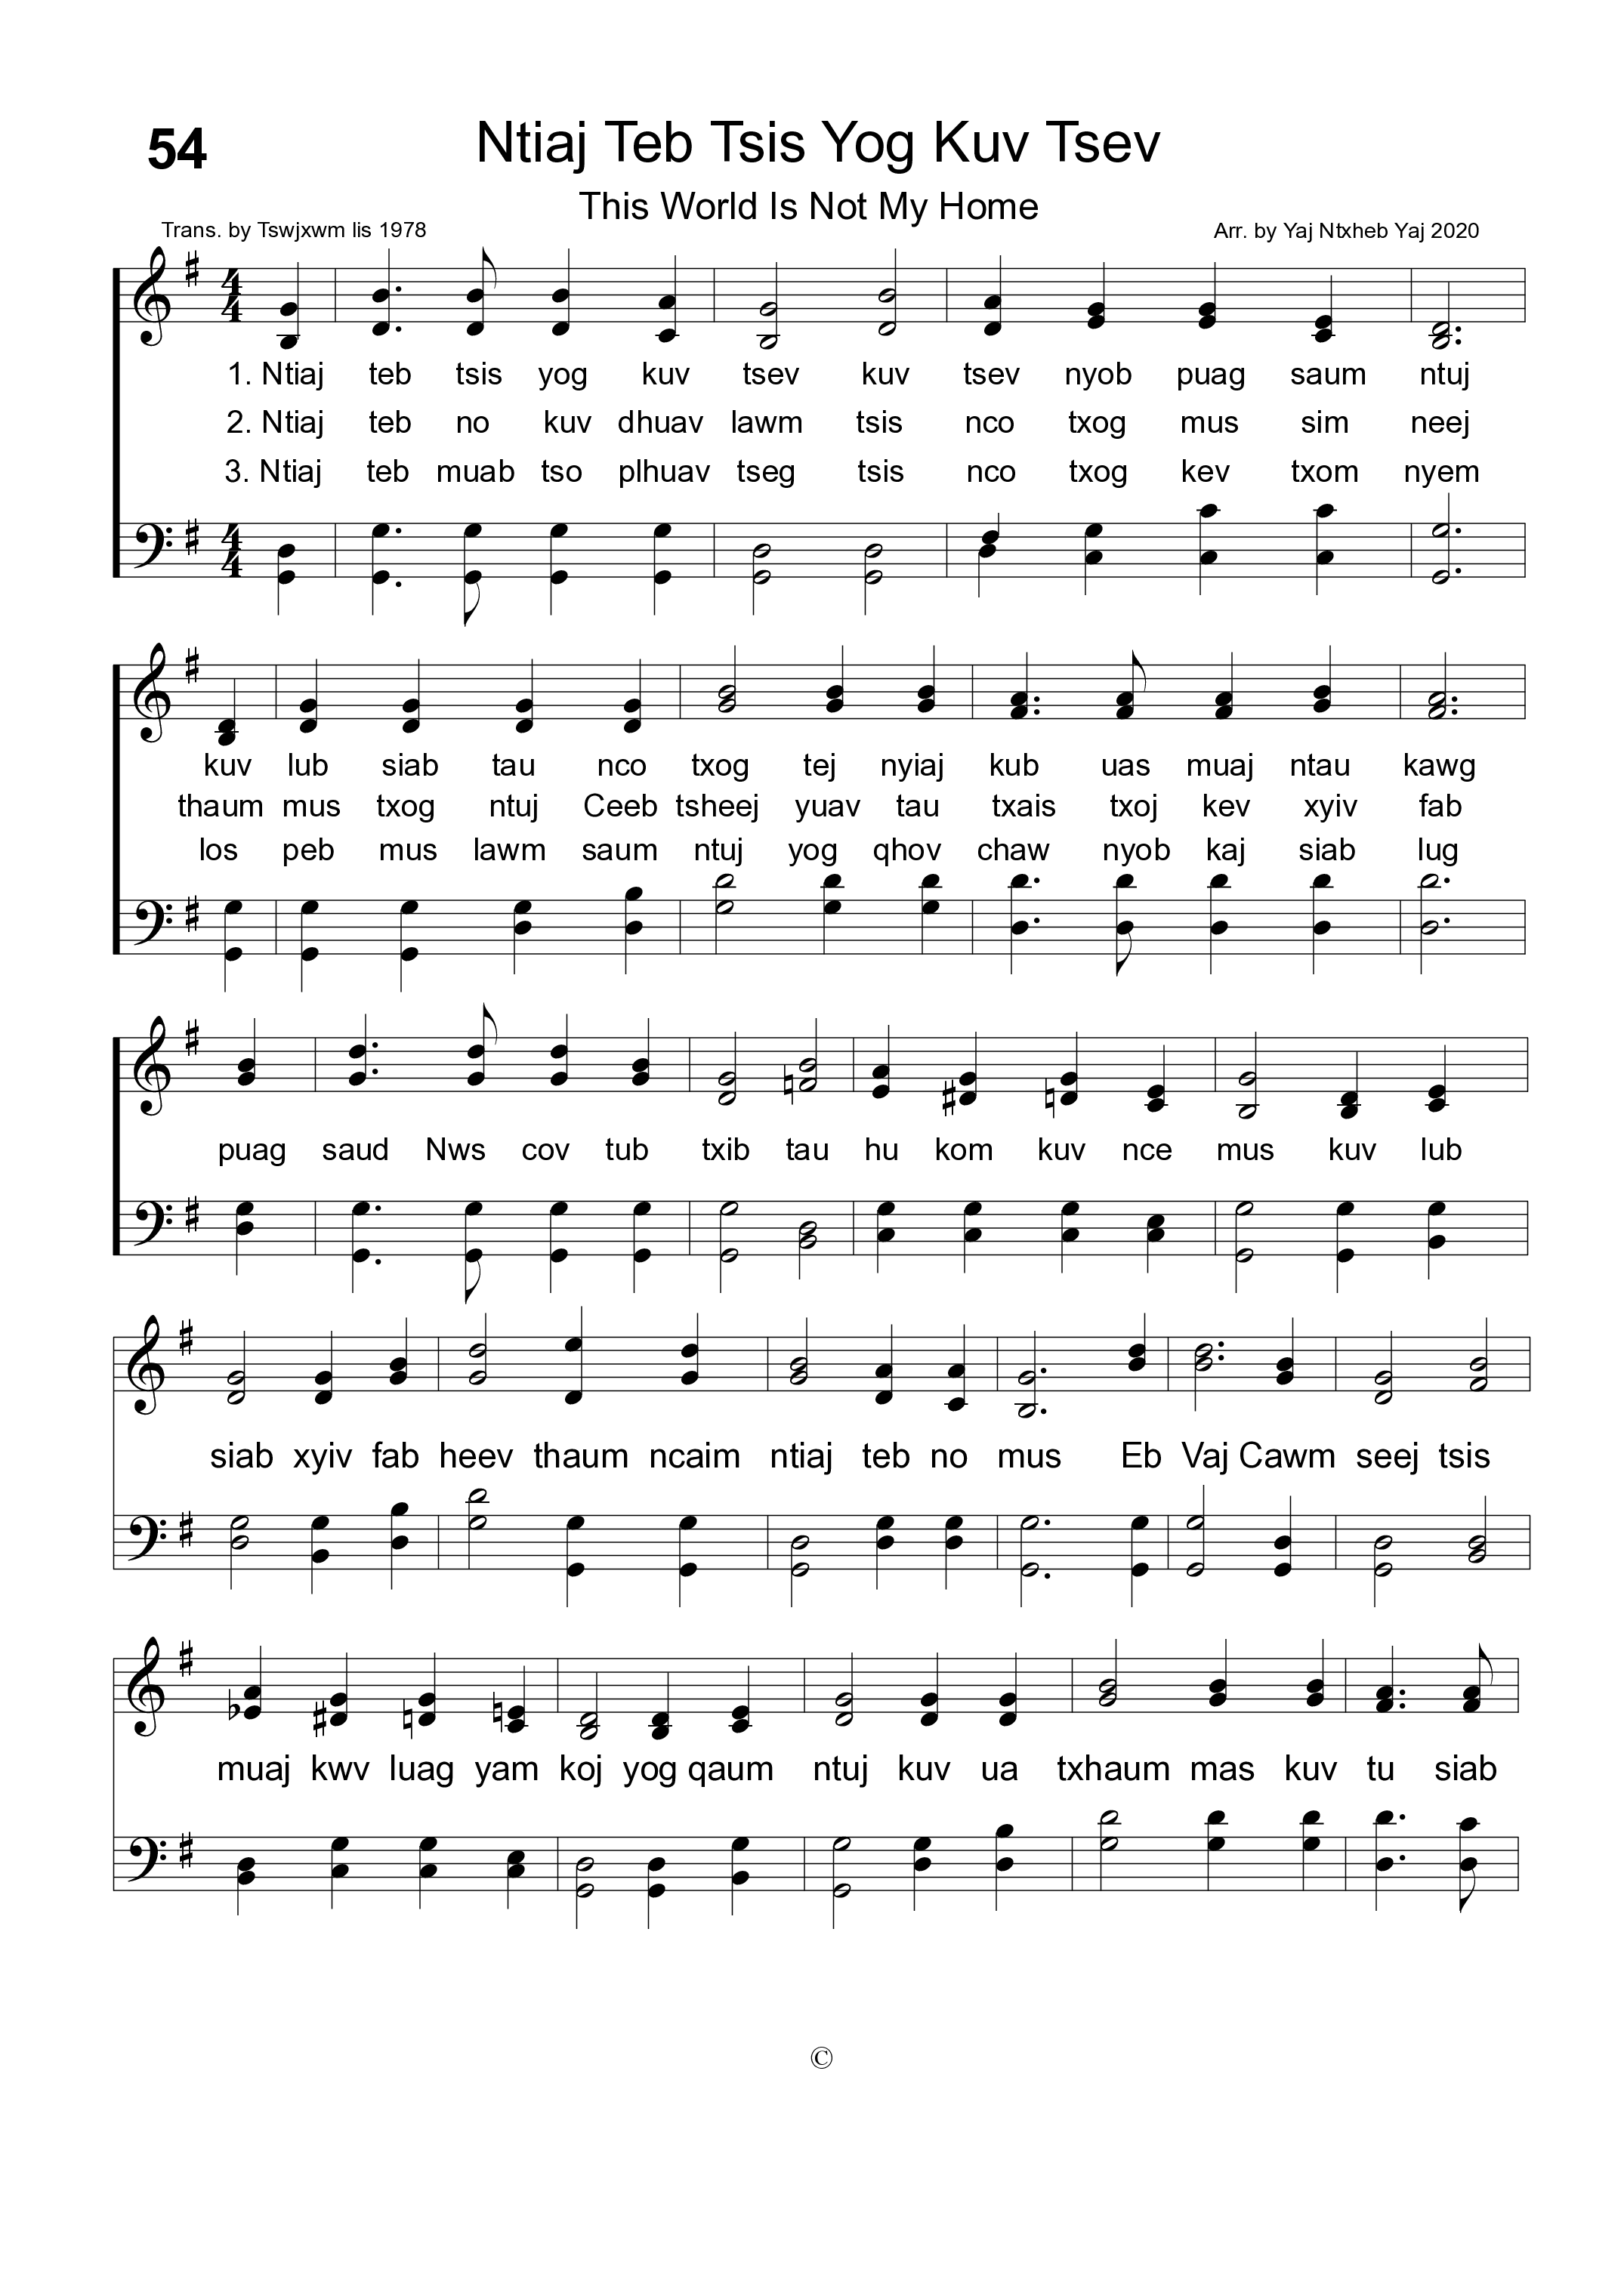 54
Ntiaj Teb Tsis Yog Kuv Tsev
This World Is Not My Home
Trans. by Tswjxwm lis 1978
Arr. by Yaj Ntxheb Yaj 2020
1. Ntiaj teb tsis yog kuv tsev kuv tsev nyob puag saum ntuj
2. Ntiaj teb no kuv dhuav lawm tsis nco txog mus sim neej
3. Ntiaj teb muab tso plhuav tseg tsis nco txog kev txom nyem
kuv lub siab tau nco txog tej nyiaj kub uas muaj ntau kawg
thaum mus txog ntuj Ceeb tsheej yuav tau txais txoj kev xyiv fab
los peb mus lawm saum ntuj yog qhov chaw nyob kaj siab lug
puag saud Nws cov tub txib tau hu kom kuv nce mus kuv lub
siab xyiv fab heev thaum ncaim ntiaj teb no mus Eb Vaj Cawm seej tsis
muaj kwv luag yam koj yog qaum ntuj kuv ua txhaum mas kuv tu siab
©